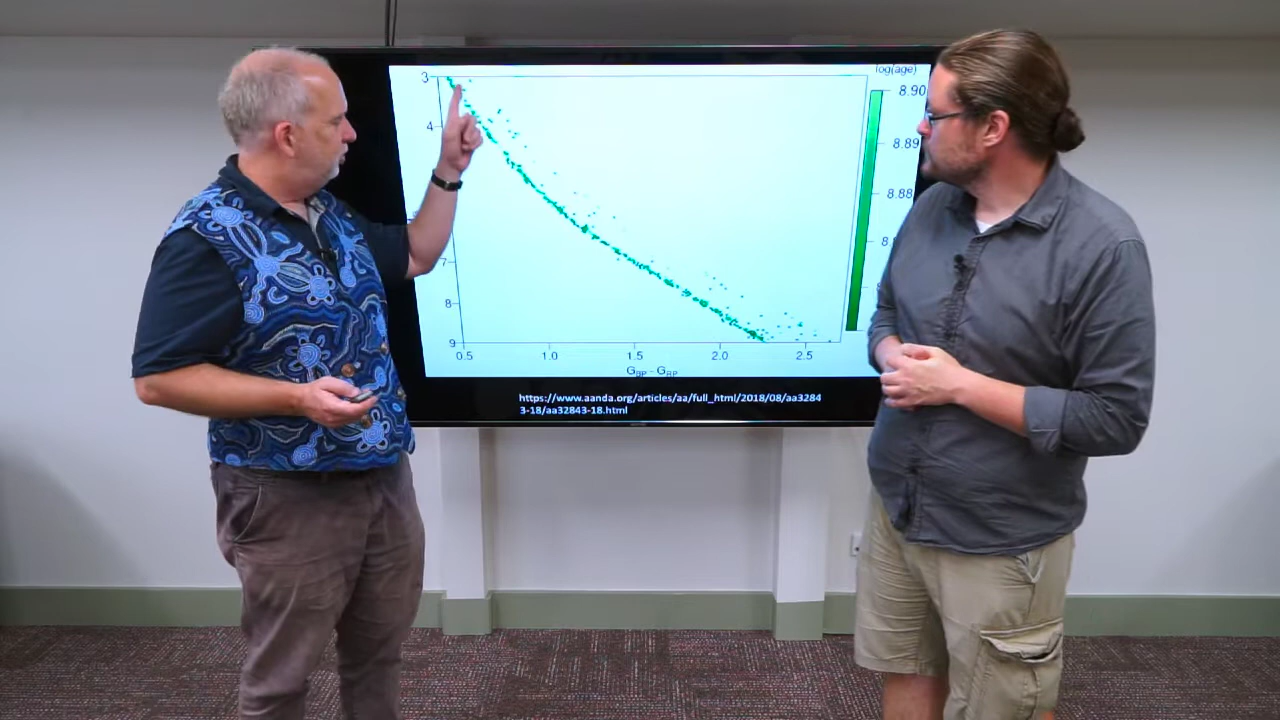 log(age)
3
8.90
4
8.89
8.88
8
7
8
9
0.5 1.0 1.5 2.0 2.5
G_BP - G_RP
https://www.aanda.org/articles/aa/full_html/2018/08/aa3284
3-18/aa32843-18.html